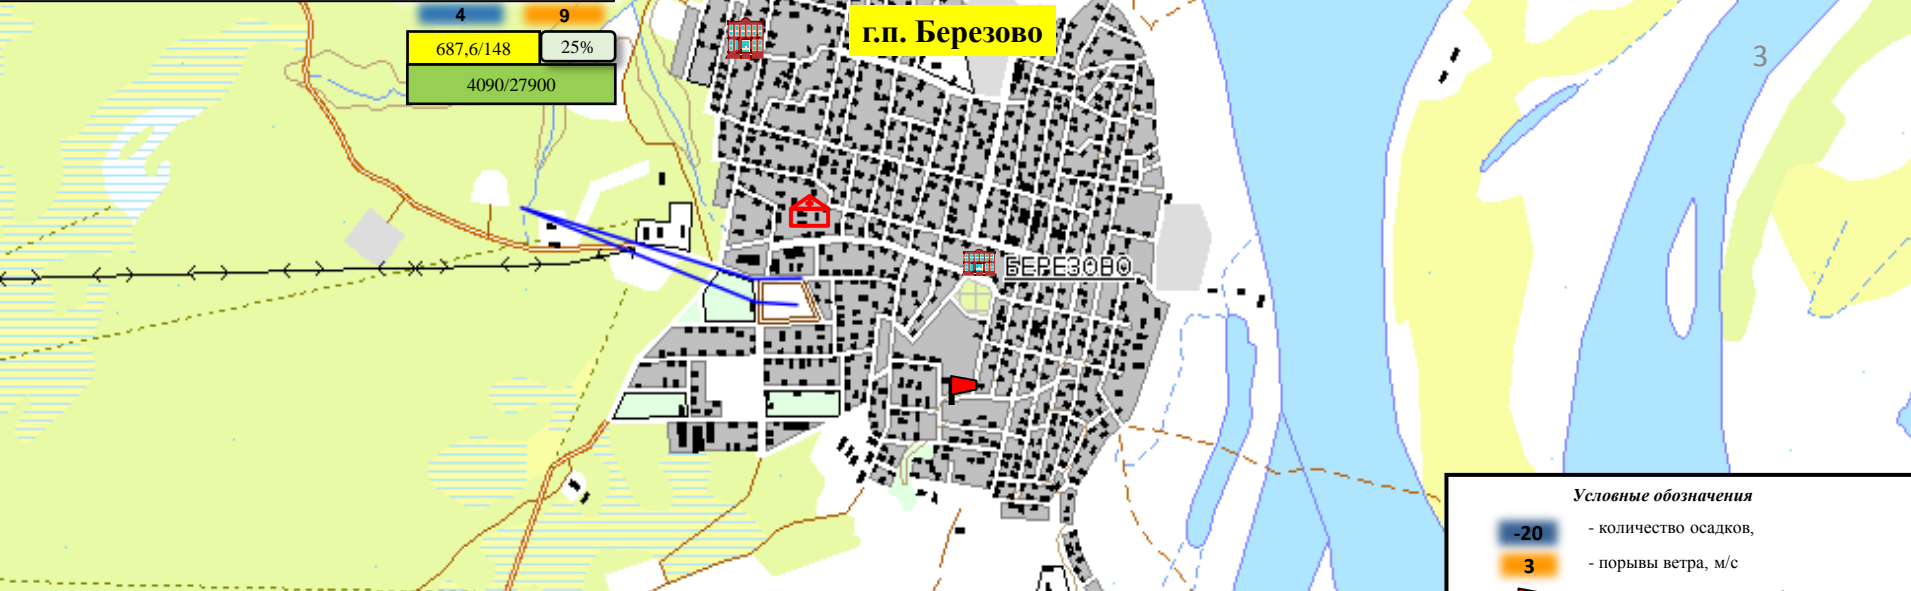 4 9
г.п. Березово
687,6/148 25%
4090/27900
3
БЕРЕЗОВО
Условные обозначения
-20 - количество осадков,
3 - порывы ветра, м/с